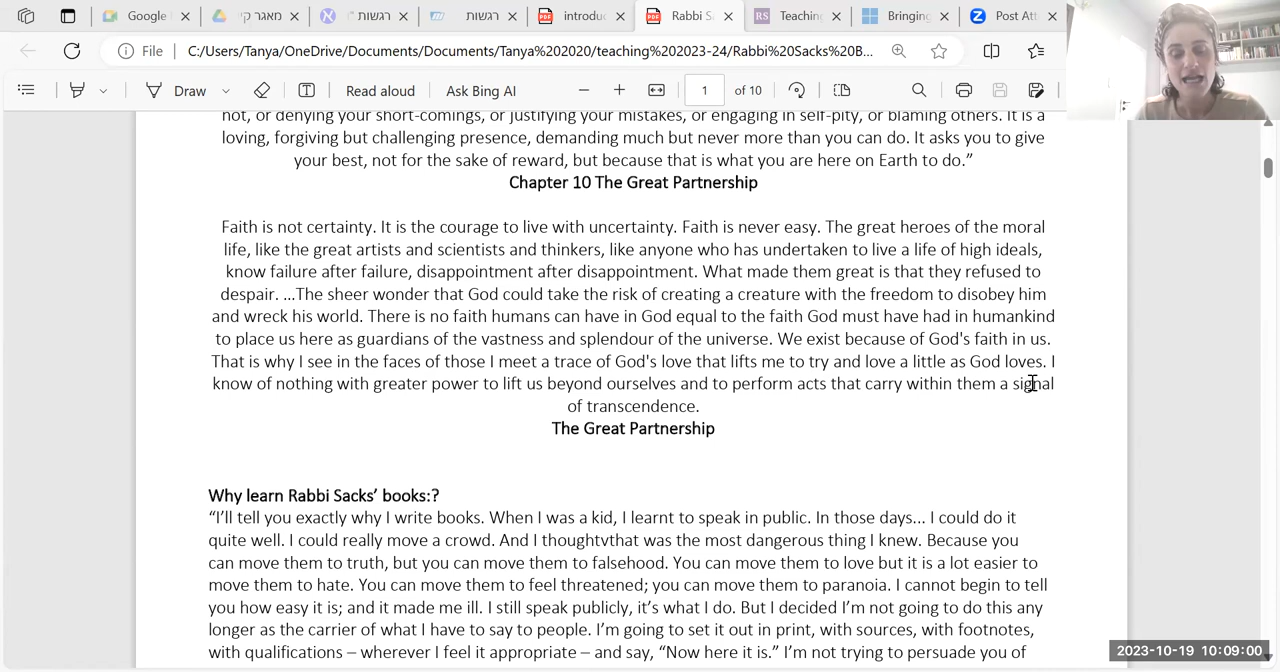 Google
מאגר קי
רגשות
רגשות
introduc
Rabbi S
Teaching
Bringing
Post Att
File
C:/Users/Tanya/OneDrive/Documents/Documents/Tanya%202020/teaching%202023-24/Rabbi%20Sacks%20B...
Draw
Read aloud
Ask Bing AI
1
of 10
not, or denying your short-comings, or justifying your mistakes, or engaging in self-pity, or blaming others. It is a
loving, forgiving but challenging presence, demanding much but never more than you can do. It asks you to give
your best, not for the sake of reward, but because that is what you are here on Earth to do.”
Chapter 10 The Great Partnership
Faith is not certainty. It is the courage to live with uncertainty. Faith is never easy. The great heroes of the moral
life, like the great artists and scientists and thinkers, like anyone who has undertaken to live a life of high ideals,
know failure after failure, disappointment after disappointment. What made them great is that they refused to
despair. ...The sheer wonder that God could take the risk of creating a creature with the freedom to disobey him
and wreck his world. There is no faith humans can have in God equal to the faith God must have had in humankind
to place us here as guardians of the vastness and splendour of the universe. We exist because of God's faith in us.
That is why I see in the faces of those I meet a trace of God's love that lifts me to try and love a little as God loves. I
know of nothing with greater power to lift us beyond ourselves and to perform acts that carry within them a signal
of transcendence.
The Great Partnership
Why learn Rabbi Sacks’ books:?
“I’ll tell you exactly why I write books. When I was a kid, I learnt to speak in public. In those days... I could do it
quite well. I could really move a crowd. And I thoughtvthat was the most dangerous thing I knew. Because you
can move them to truth, but you can move them to falsehood. You can move them to love but it is a lot easier to
move them to hate. You can move them to feel threatened; you can move them to paranoia. I cannot begin to tell
you how easy it is; and it made me ill. I still speak publicly, it’s what I do. But I decided I’m not going to do this any
longer as the carrier of what I have to say to people. I’m going to set it out in print, with sources, with footnotes,
with qualifications – wherever I feel it appropriate – and say, “Now here it is.” I’m not trying to persuade you of
2023-10-19 10:09:00